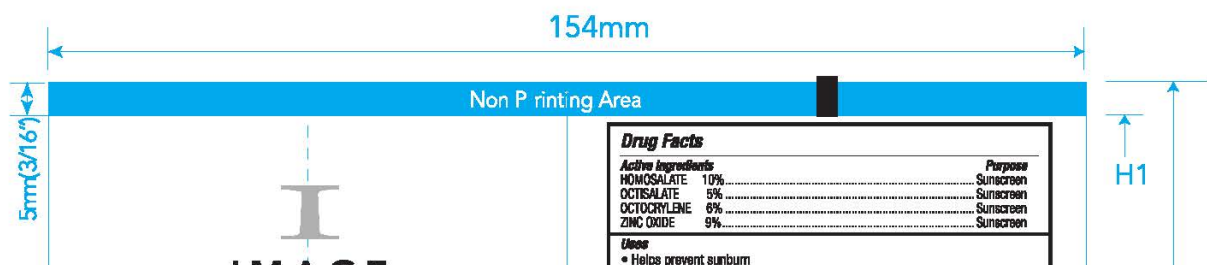 154mm
Non P rinting Area
5mm(3/16")
H1
I
IMAGE
Drug Facts
Active Ingredients Purpose
HOMOSALATE 10% Sunscreen
OCTISALATE 5% Sunscreen
OCTOCRYLENE 6% Sunscreen
ZINC OXIDE 9% Sunscreen
Uses
• Helps prevent sunburn